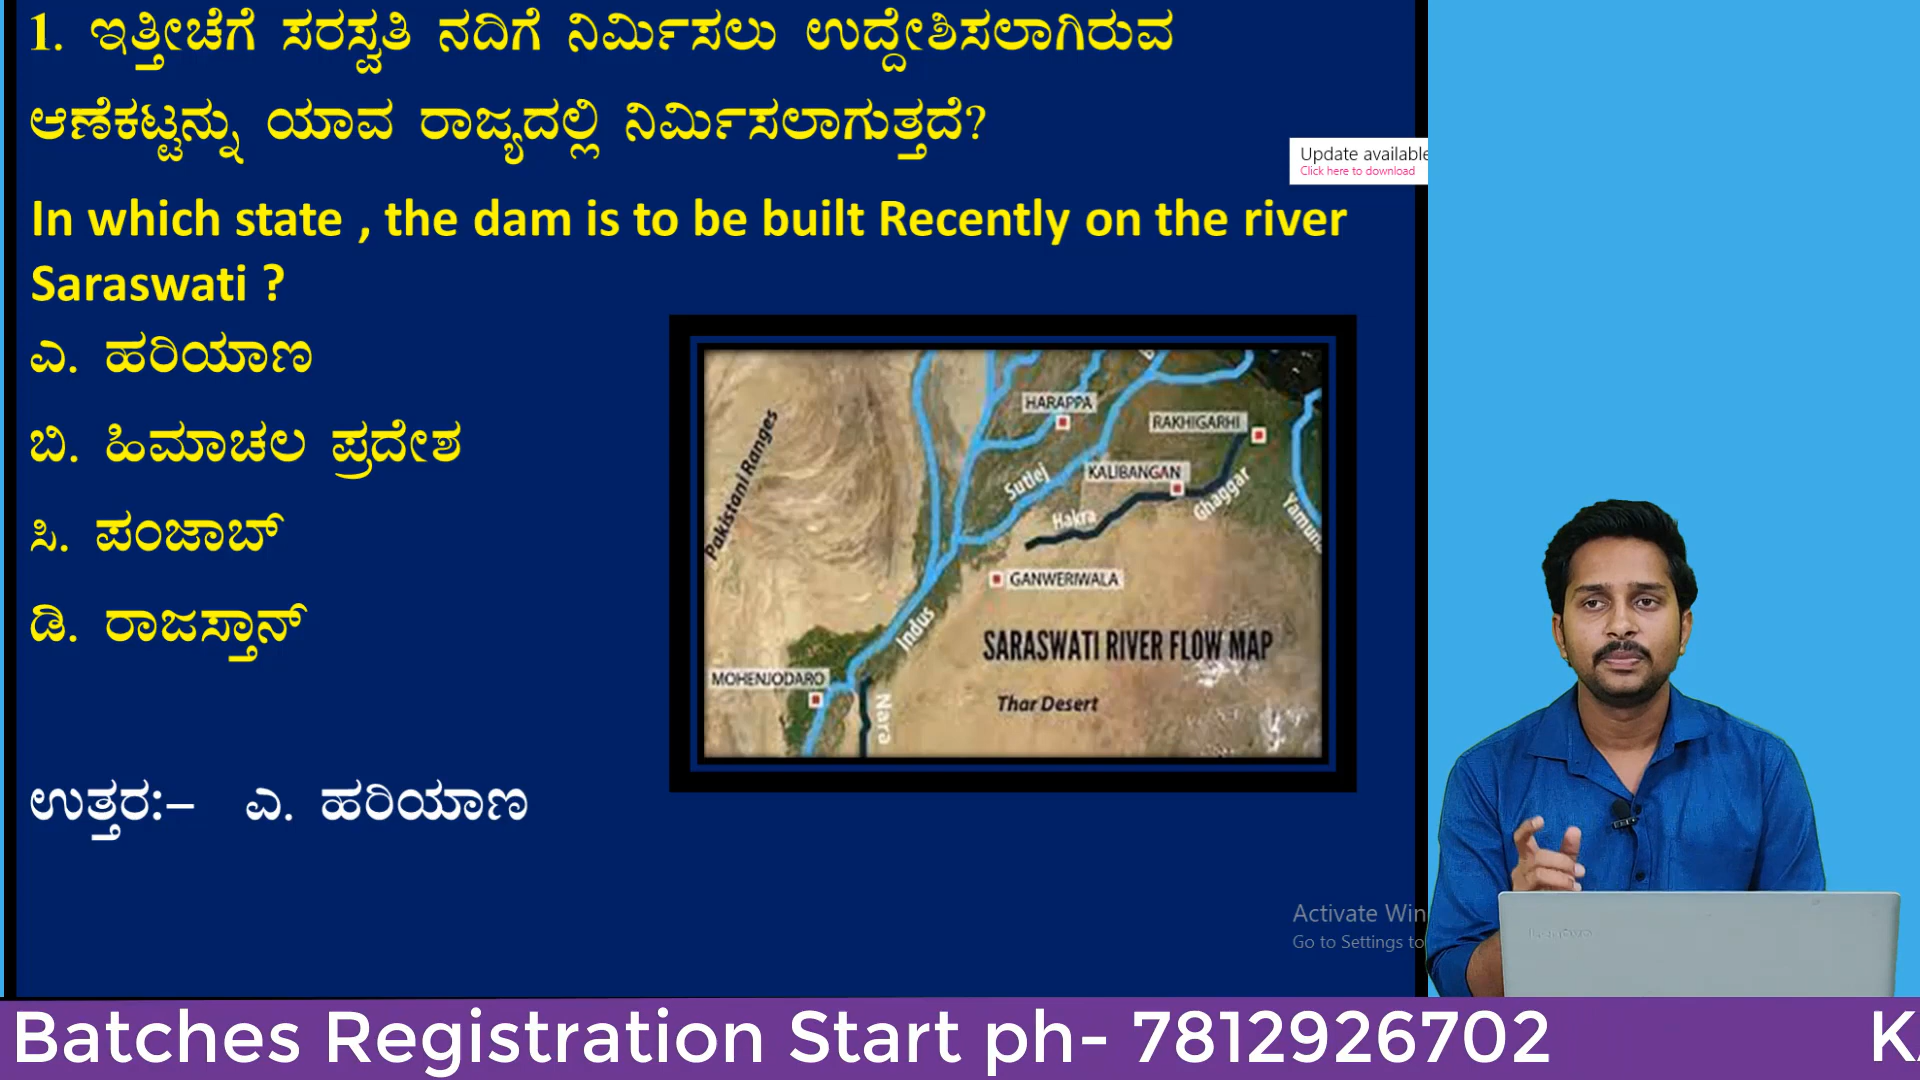 1. ಇತ್ತೀಚೆಗೆ ಸರಸ್ವತಿ ನದಿಗೆ ನಿರ್ಮಿಸಲು ಉದ್ದೇಶಿಸಲಾಗಿರುವ
ಆಣೆಕಟ್ಟನ್ನು ಯಾವ ರಾಜ್ಯದಲ್ಲಿ ನಿರ್ಮಿಸಲಾಗುತ್ತದೆ?
Update available
Click here to download
In which state , the dam is to be built Recently on the river
Saraswati ?
ಎ. ಹರಿಯಾಣ
ಬಿ. ಹಿಮಾಚಲ ಪ್ರದೇಶ
ಸಿ. ಪಂಜಾಬ್
ಡಿ. ರಾಜಸ್ತಾನ್
HARAPPA
RAKHIGARHI
Pakistani Ranges
KALIBANGAN
Sutlej
Ghaggar
Hakra
Yamun
GANWERIWALA
Indus
SARASWATI RIVER FLOW MAP
MOHENJODARO
Nara
Thar Desert
ಉತ್ತರ:– ಎ. ಹರಿಯಾಣ
Activate Win
Go to Settings to
Lenovo
Batches Registration Start ph- 7812926702